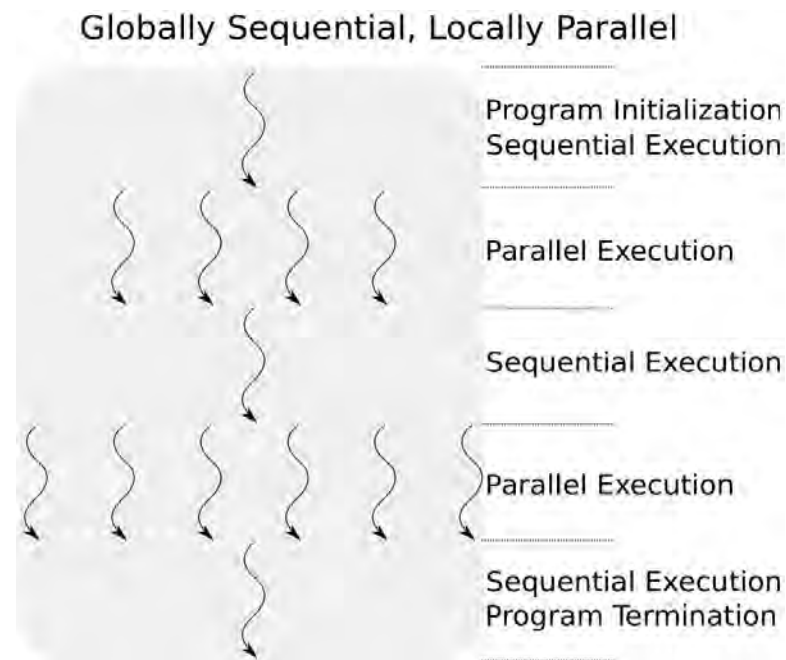 Globally Sequential, Locally Parallel
Program Initialization
Sequential Execution
Parallel Execution
Sequential Execution
Parallel Execution
Sequential Execution
Program Termination